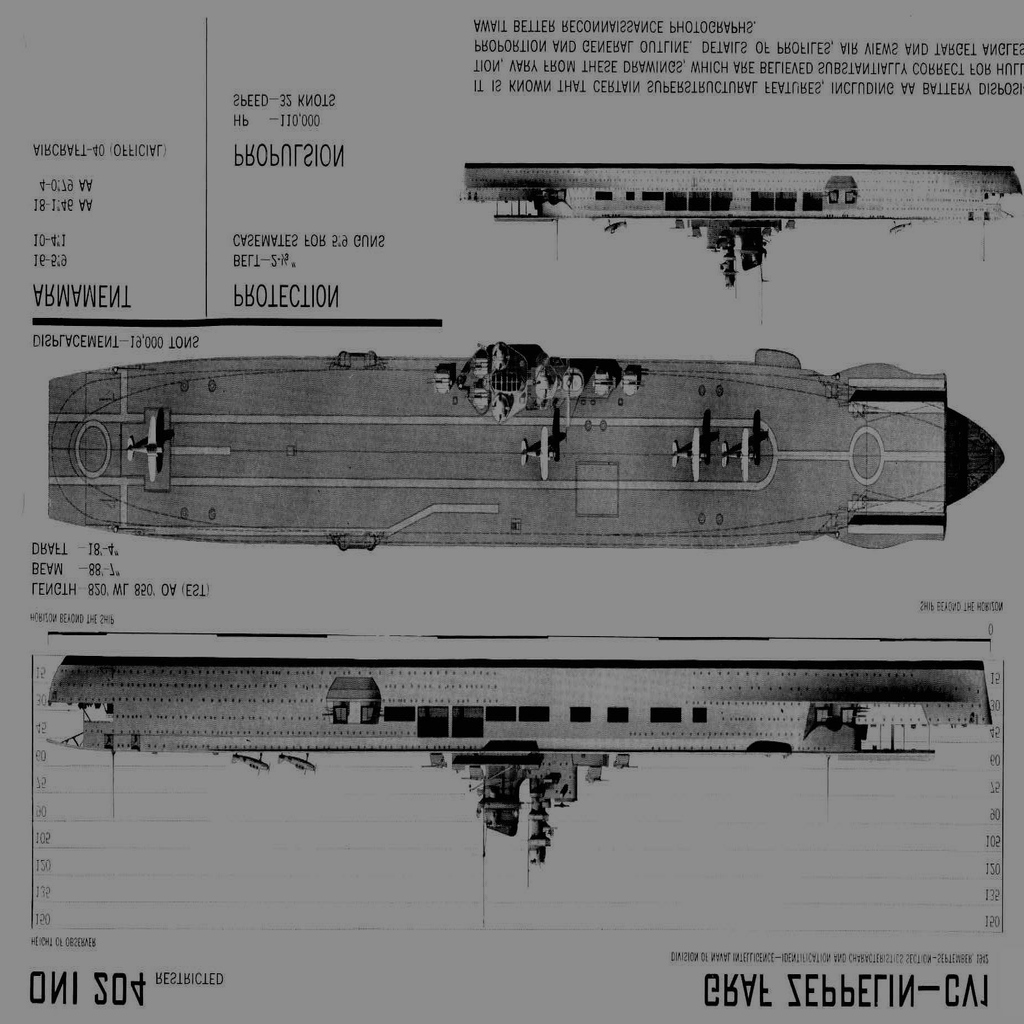 ONI 204 RESTRICTED
GRAF ZEPPELIN—CV1
DIVISION OF NAVAL INTELLIGENCE—IDENTIFICATION AND CHARACTERISTICS SECTION—SEPTEMBER, 1942
HEIGHT OF OBSERVER
150 150
135 135
120 120
105 105
90 90
75 75
60 60
45 45
30 30
15 15
0
HORIZON BEYOND THE SHIP
SHIP BEYOND THE HORIZON
LENGTH—820' WL 850' OA (EST)
BEAM —88'-7"
DRAFT —18'-4"
DISPLACEMENT—19,000 TONS
ARMAMENT
16-5"9
10-4"1
18-1"46 AA
4-0"79 AA
AIRCRAFT-40 (OFFICIAL)
PROTECTION
CASEMATES FOR 5"9 GUNS
PROPULSION
HP —110,000
SPEED—32 KNOTS
IT IS KNOWN THAT CERTAIN SUPERSTRUCTURAL FEATURES, INCLUDING AA BATTERY DISPOSI-
TION, VARY FROM THESE DRAWINGS, WHICH ARE BELIEVED SUBSTANTIALLY CORRECT FOR HULL
PROPORTION AND GENERAL OUTLINE. DETAILS OF PROFILES, AIR VIEWS AND TARGET ANGLES
AWAIT BETTER RECONNAISSANCE PHOTOGRAPHS.